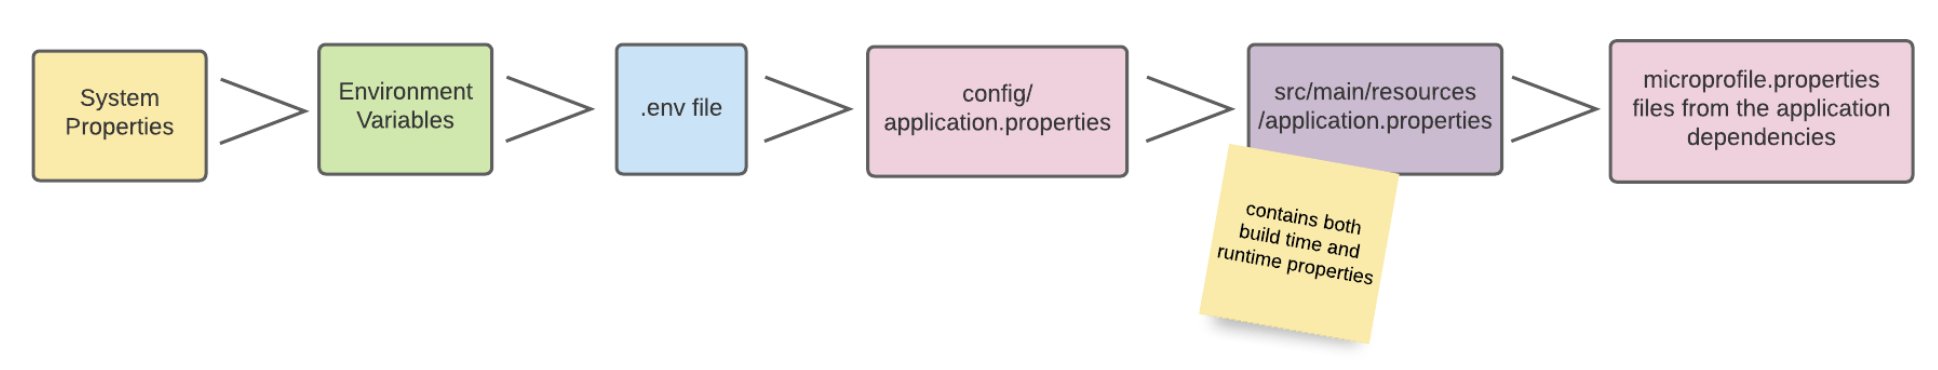 System
Properties
Environment
Variables
.env file
config/
application.properties
src/main/resources
/application.properties
microprofile.properties
files from the application
dependencies
contains both
build time and
runtime properties